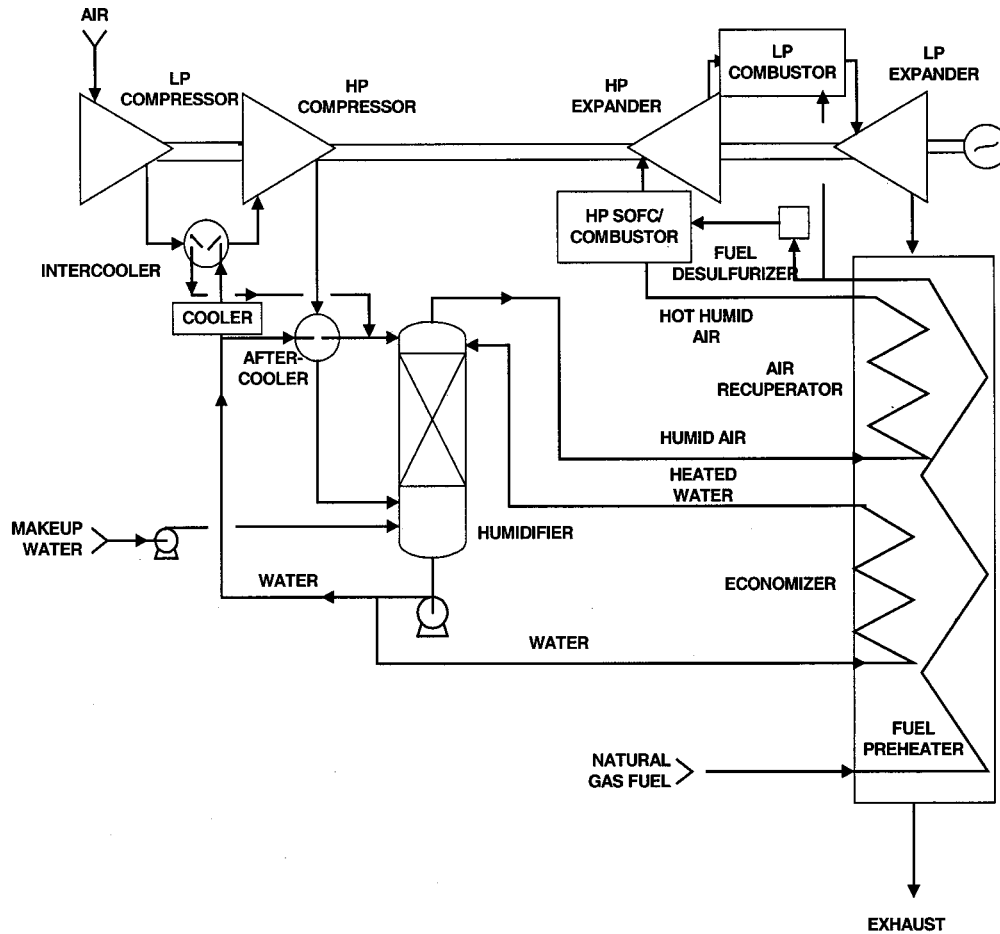 AIR
LP
COMPRESSOR
HP
COMPRESSOR
HP
EXPANDER
LP
COMBUSTOR
LP
EXPANDER
INTERCOOLER
COOLER
AFTER-
COOLER
HP SOFC/
COMBUSTOR
FUEL
DESULFURIZER
HOT HUMID
AIR
AIR
RECUPERATOR
HUMID AIR
HEATED
WATER
MAKEUP
WATER
HUMIDIFIER
WATER
ECONOMIZER
WATER
FUEL
PREHEATER
NATURAL
GAS FUEL
EXHAUST